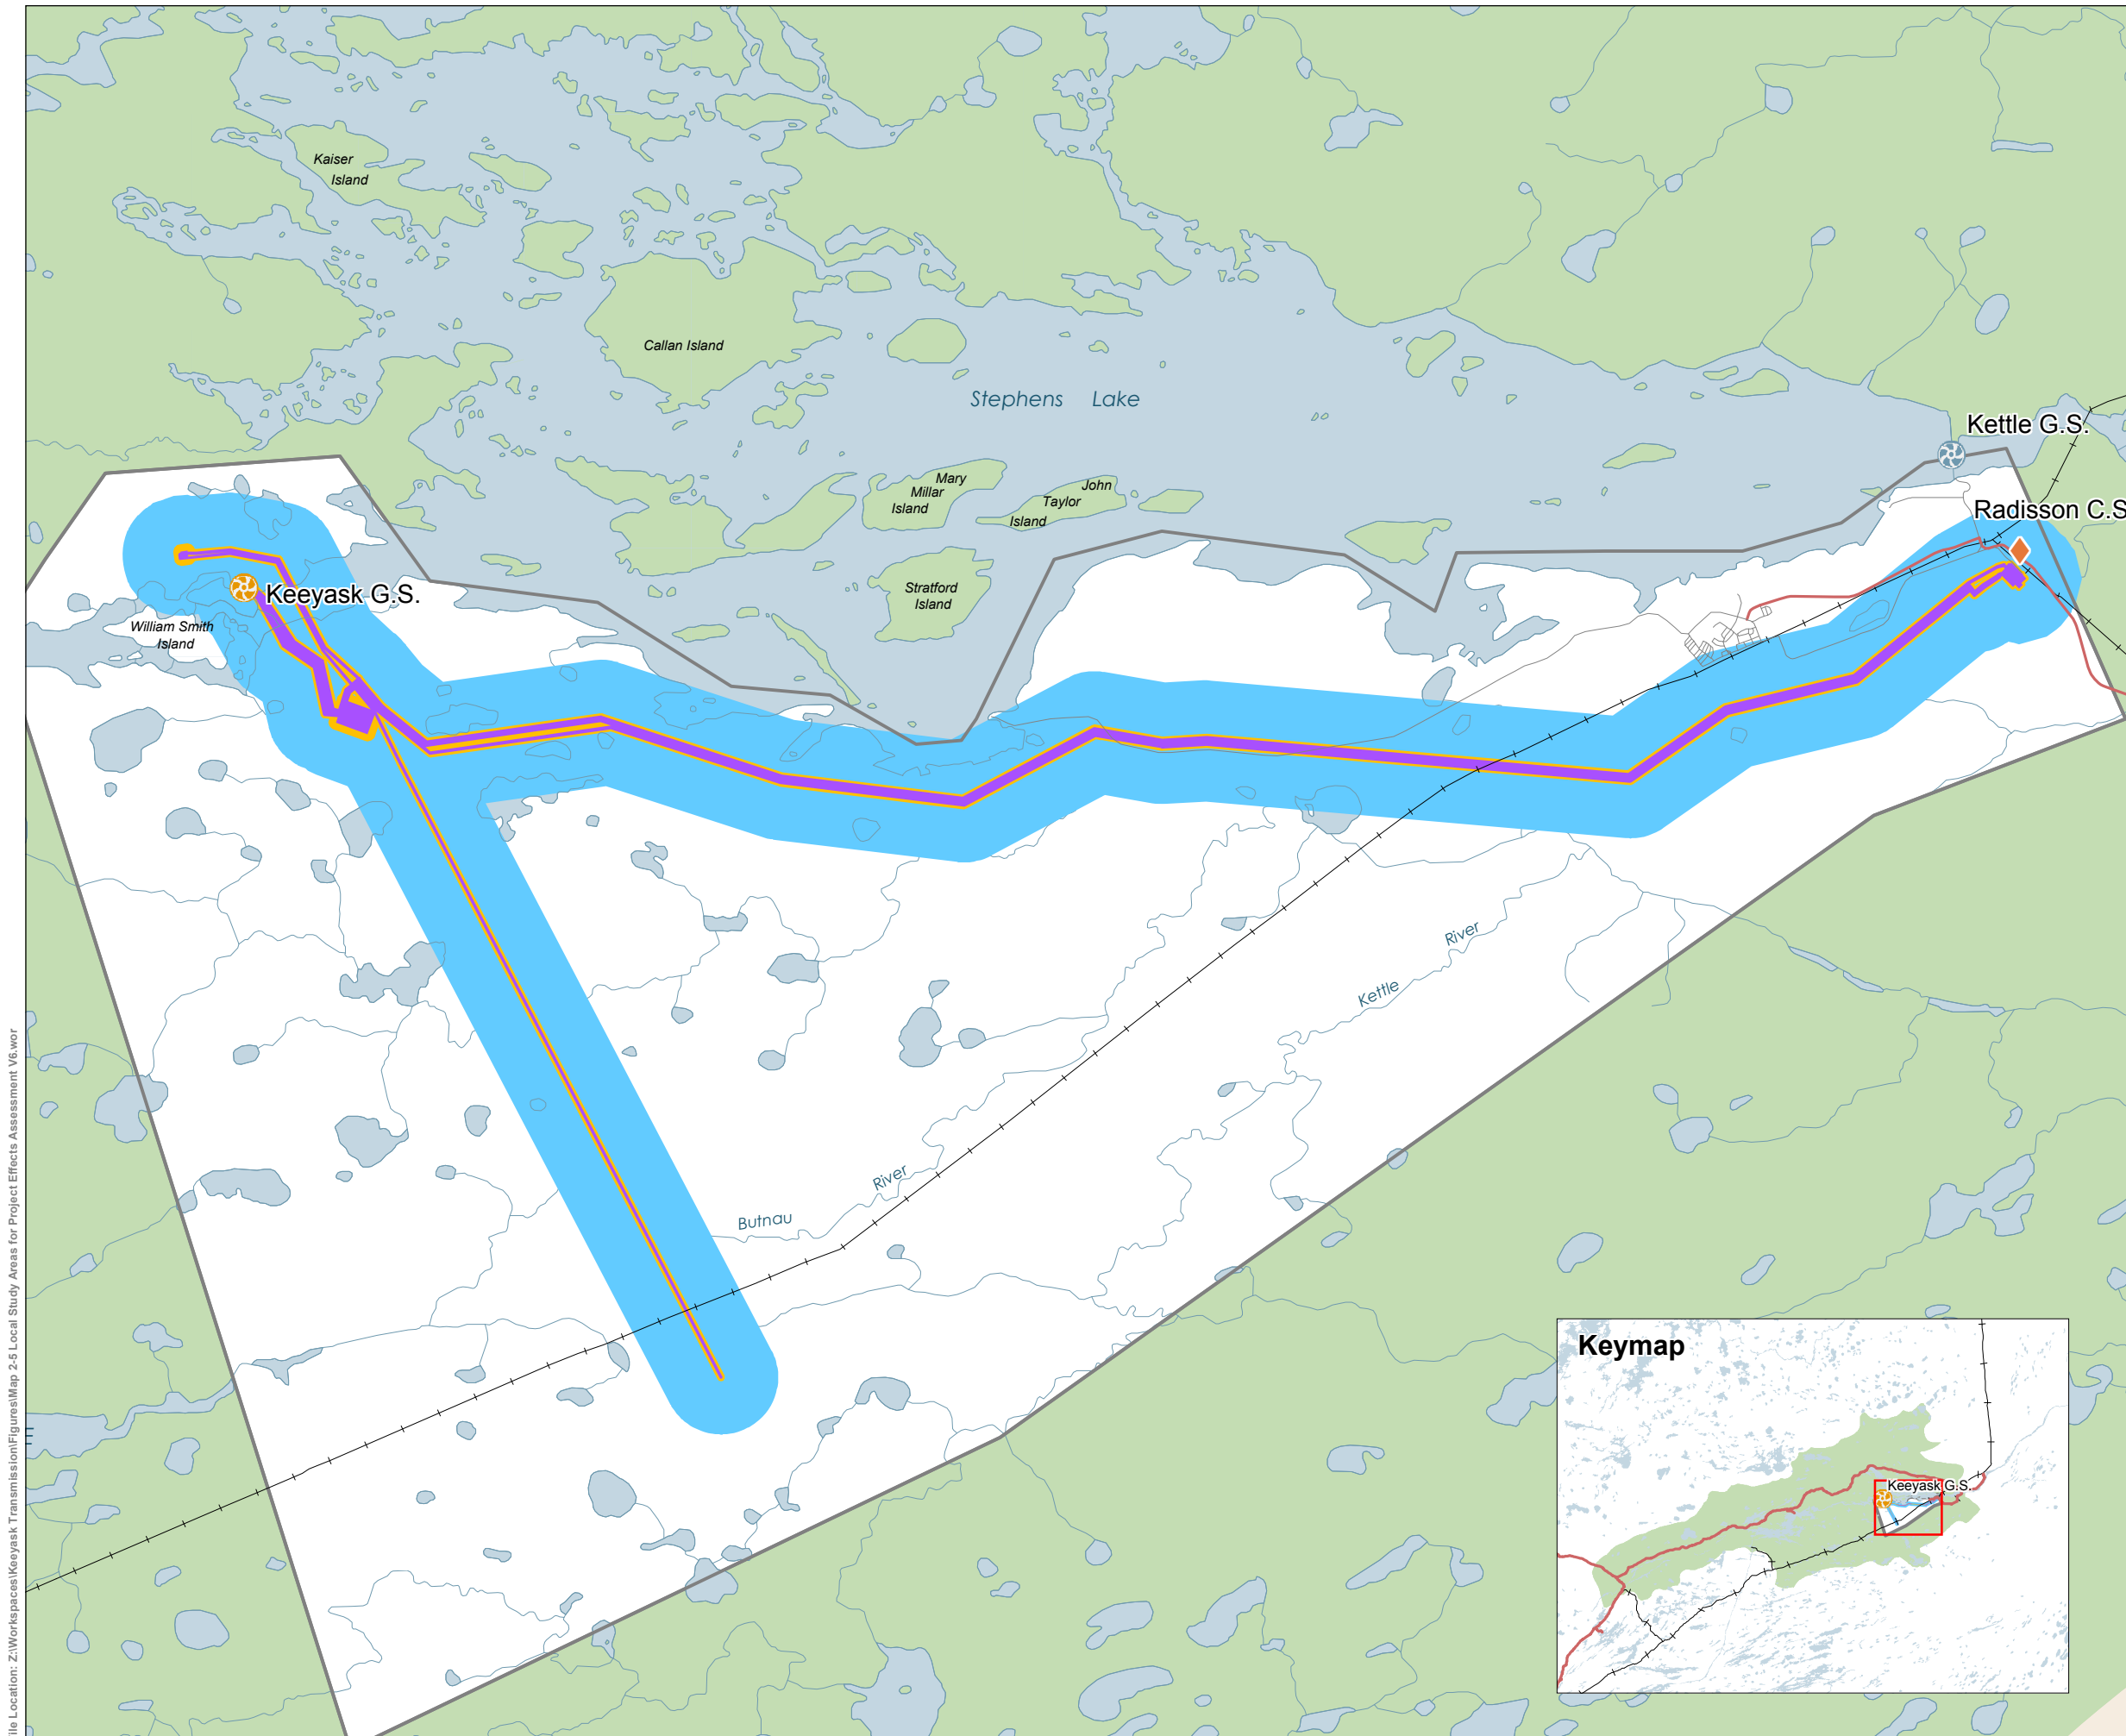 Kaiser
Island
Callan Island
Stephens Lake
Kettle G.S.
Mary
Millar
Island
John
Taylor
Island
Radisson C.S
Stratford
Island
Keeyask G.S.
William Smith
Island
River
Kettle
River
Butnau
E
Keymap
Keeyask G.S.
ile Location: Z:\Workspaces\Keeyask Transmission\Figures\Map 2-5 Local Study Areas for Project Effects Assessment V6.wor